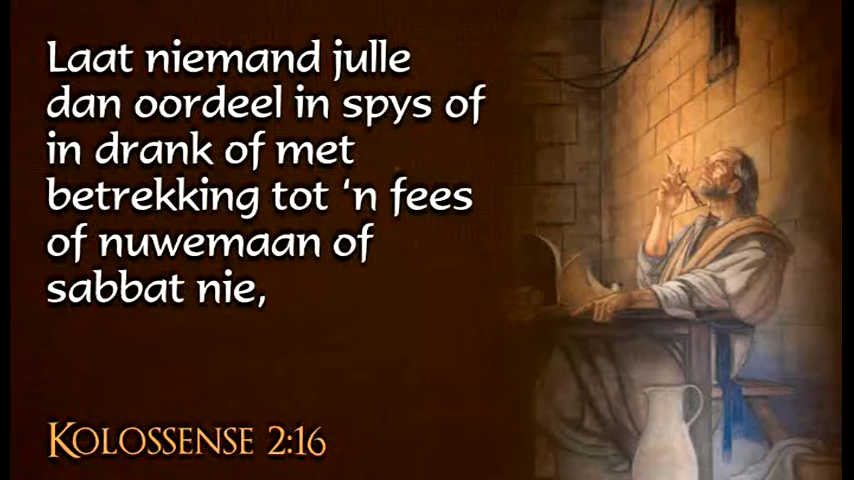 Laat niemand julle
dan oordeel in spys of
in drank of met
betrekking tot ‘n fees
of nuwemaan of
sabbat nie,
KOLOSSENSE 2:16